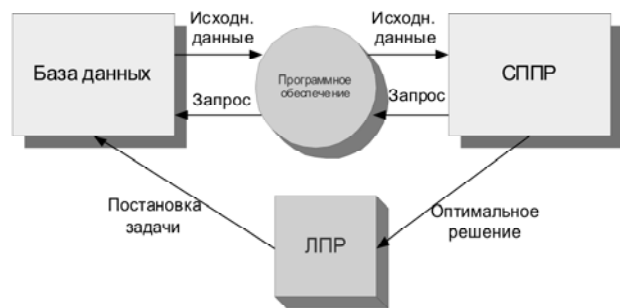 База данных
Исходн.
данные
Запрос
Программное
обеспечение
Исходн.
данные
Запрос
СППР
Постановка
задачи
ЛПР
Оптимальное
решение